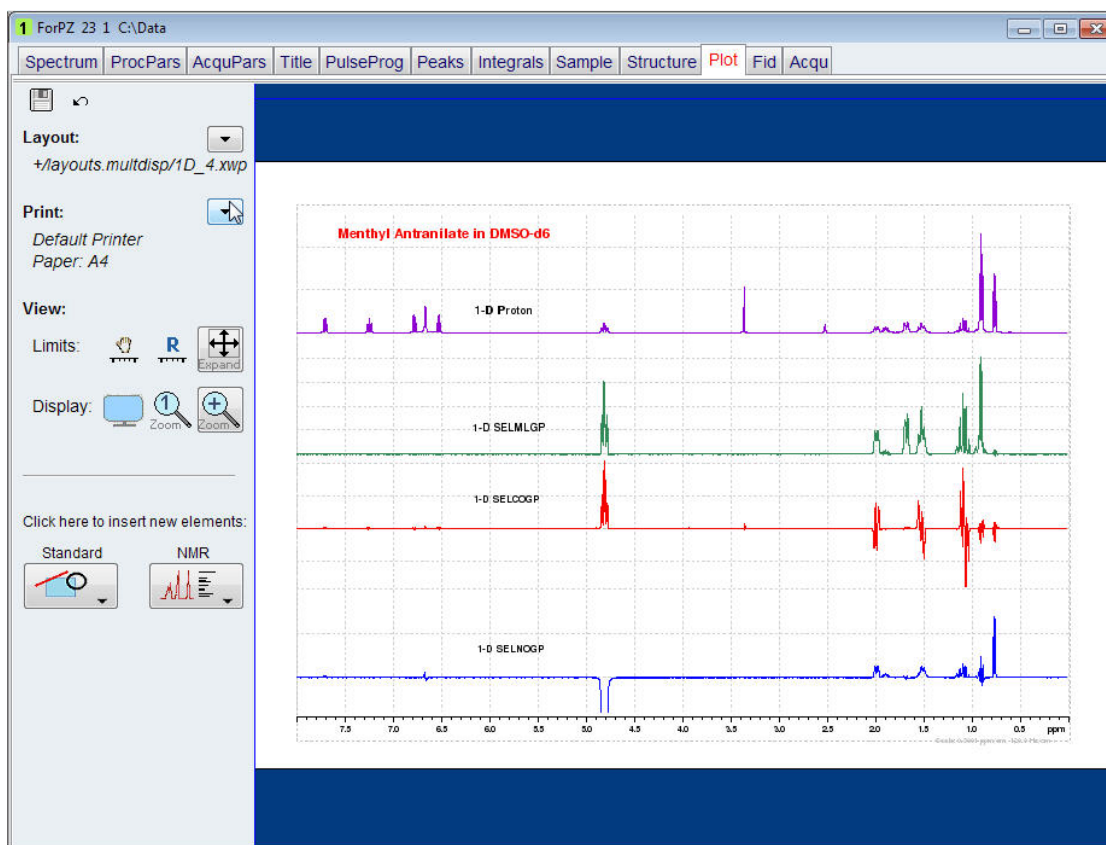 1 ForPZ 23 1 C:\Data
Spectrum ProcPars AcquPars Title PulseProg Peaks Integrals Sample Structure Plot Fid Acqu
Layout:
+/layouts.multdisp/1D_4.xwp
Print:
Default Printer
Paper: A4
View:
Limits: R Expand
Display: 1 Zoom Zoom
Click here to insert new elements:
Standard NMR
Menthyl Antranilate in DMSO-d6
1-D Proton
1-D SELMLGP
1-D SELCOGP
1-D SELNOGP
7.5 7.0 6.5 6.0 5.5 5.0 4.5 4.0 3.5 3.0 2.5 2.0 1.5 1.0 0.5 ppm